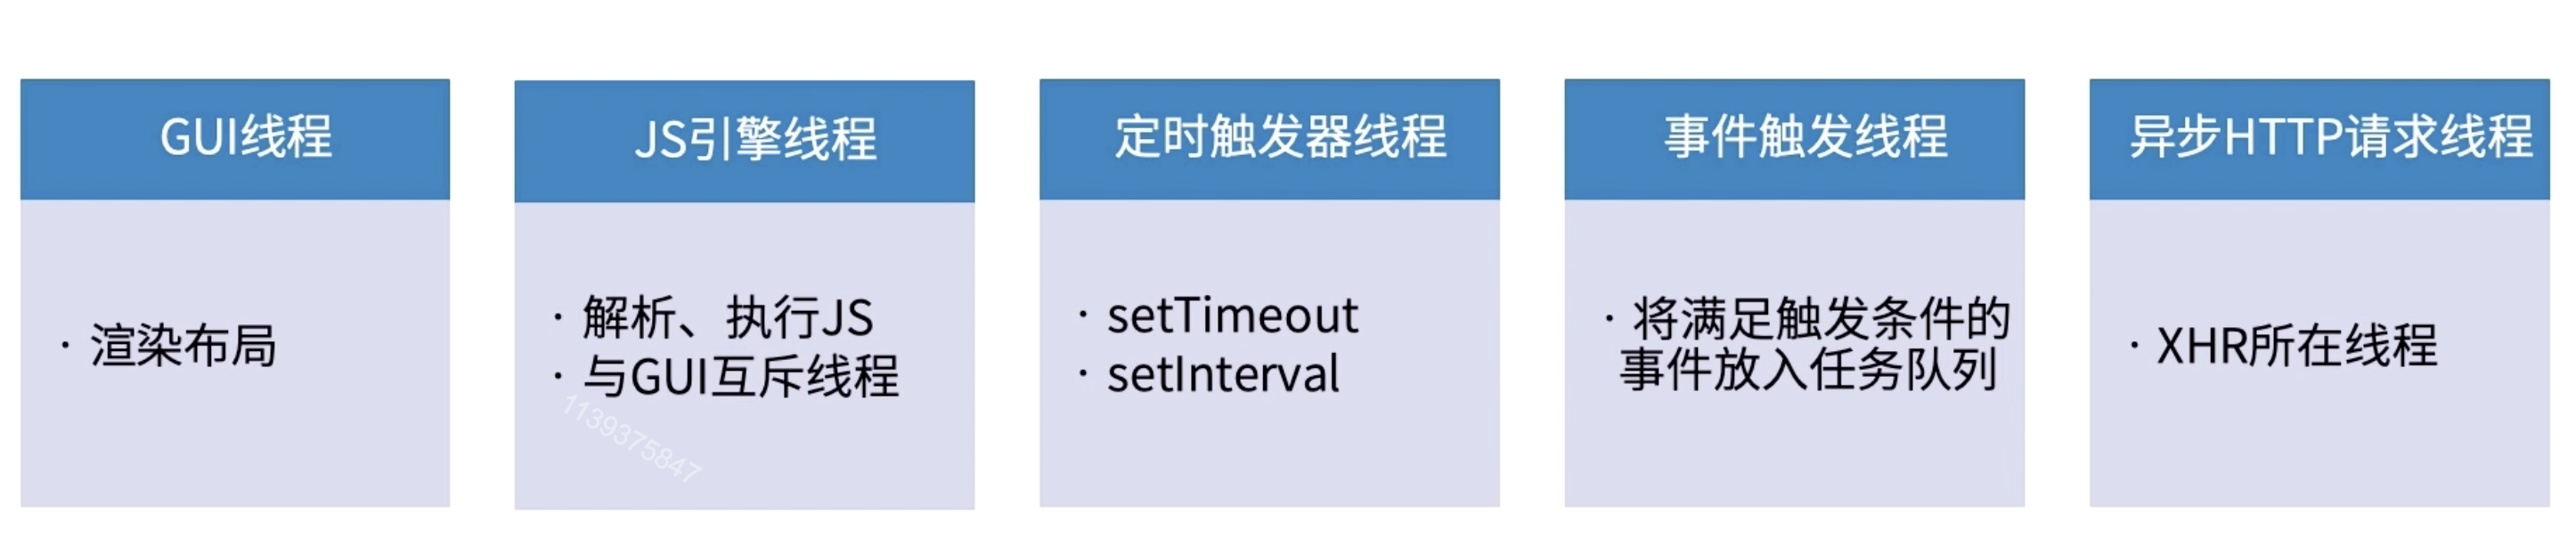 GUI线程
· 渲染布局
JS引擎线程
· 解析、执行JS
· 与GUI互斥线程
1139375847
定时触发器线程
· setTimeout
· setInterval
事件触发线程
· 将满足触发条件的
事件放入任务队列
异步HTTP请求线程
· XHR所在线程